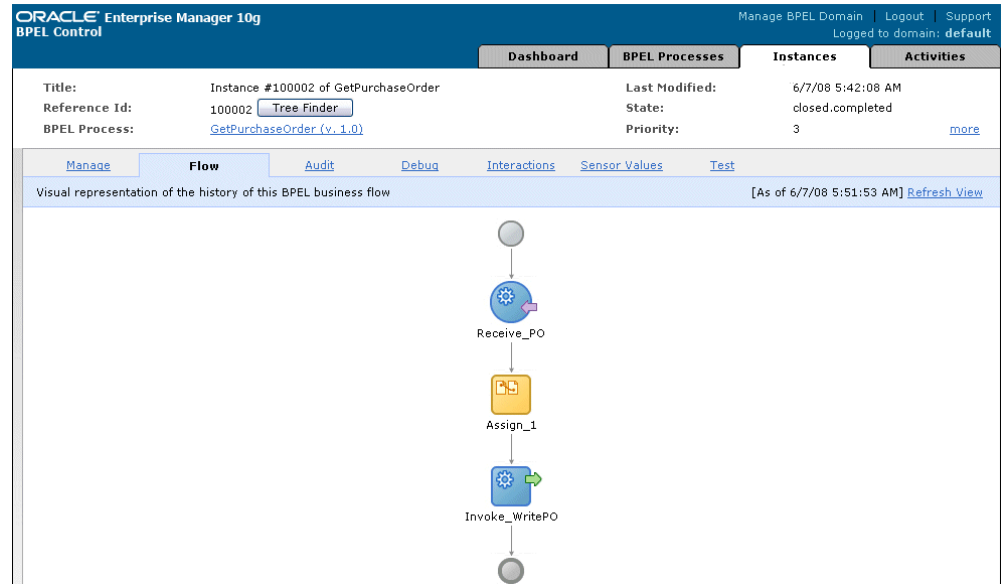 ORACLE Enterprise Manager 10g
BPEL Control
Manage BPEL Domain | Logout | Support
Logged to domain: default
Dashboard
BPEL Processes
Instances
Activities
Title: Instance #100002 of GetPurchaseOrder Last Modified: 6/7/08 5:42:08 AM
Reference Id: 100002 Tree Finder State: closed.completed
BPEL Process: GetPurchaseOrder (v. 1.0) Priority: 3 more
Manage Flow Audit Debug Interactions Sensor Values Test
Visual representation of the history of this BPEL business flow [As of 6/7/08 5:51:53 AM] Refresh View
Receive_PO
Assign_1
Invoke_WritePO